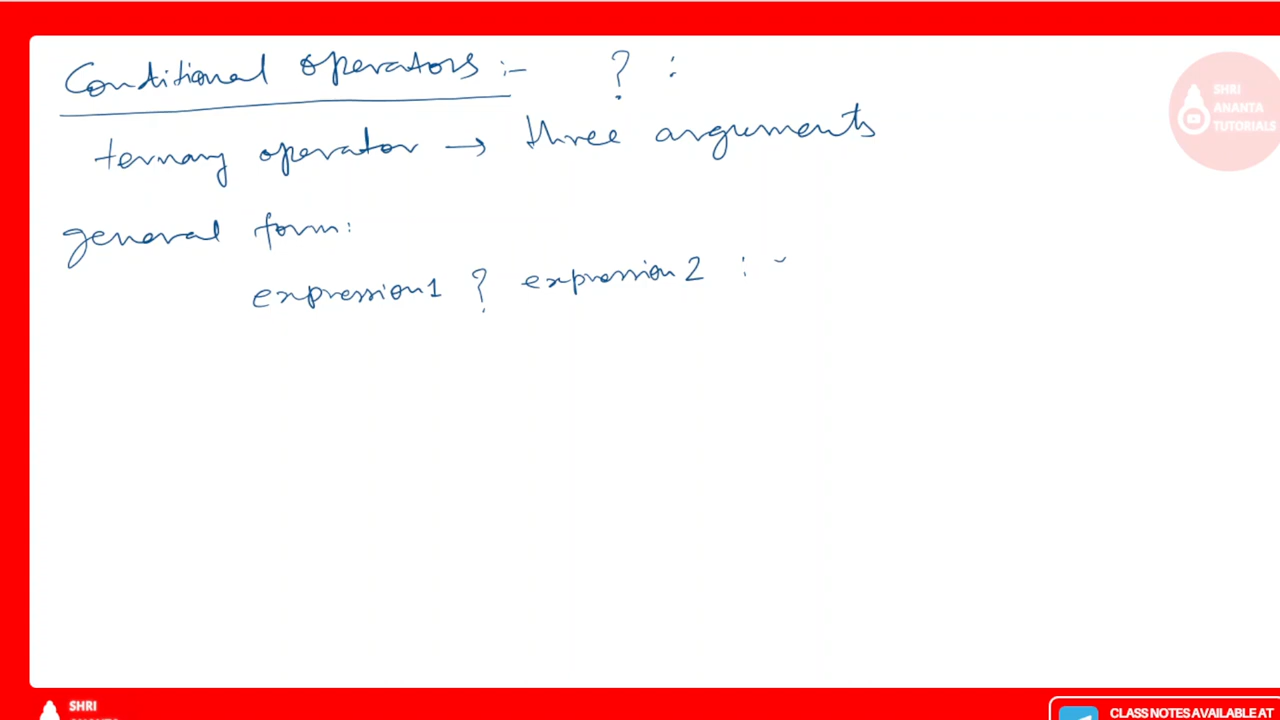 Conditional operators :- ? :
ternary operator → three arguments
general form:
expression1 ? expression2 :
SHRI
ANANTA
TUTORIALS
SHRI
CLASS NOTES AVAILABLE AT